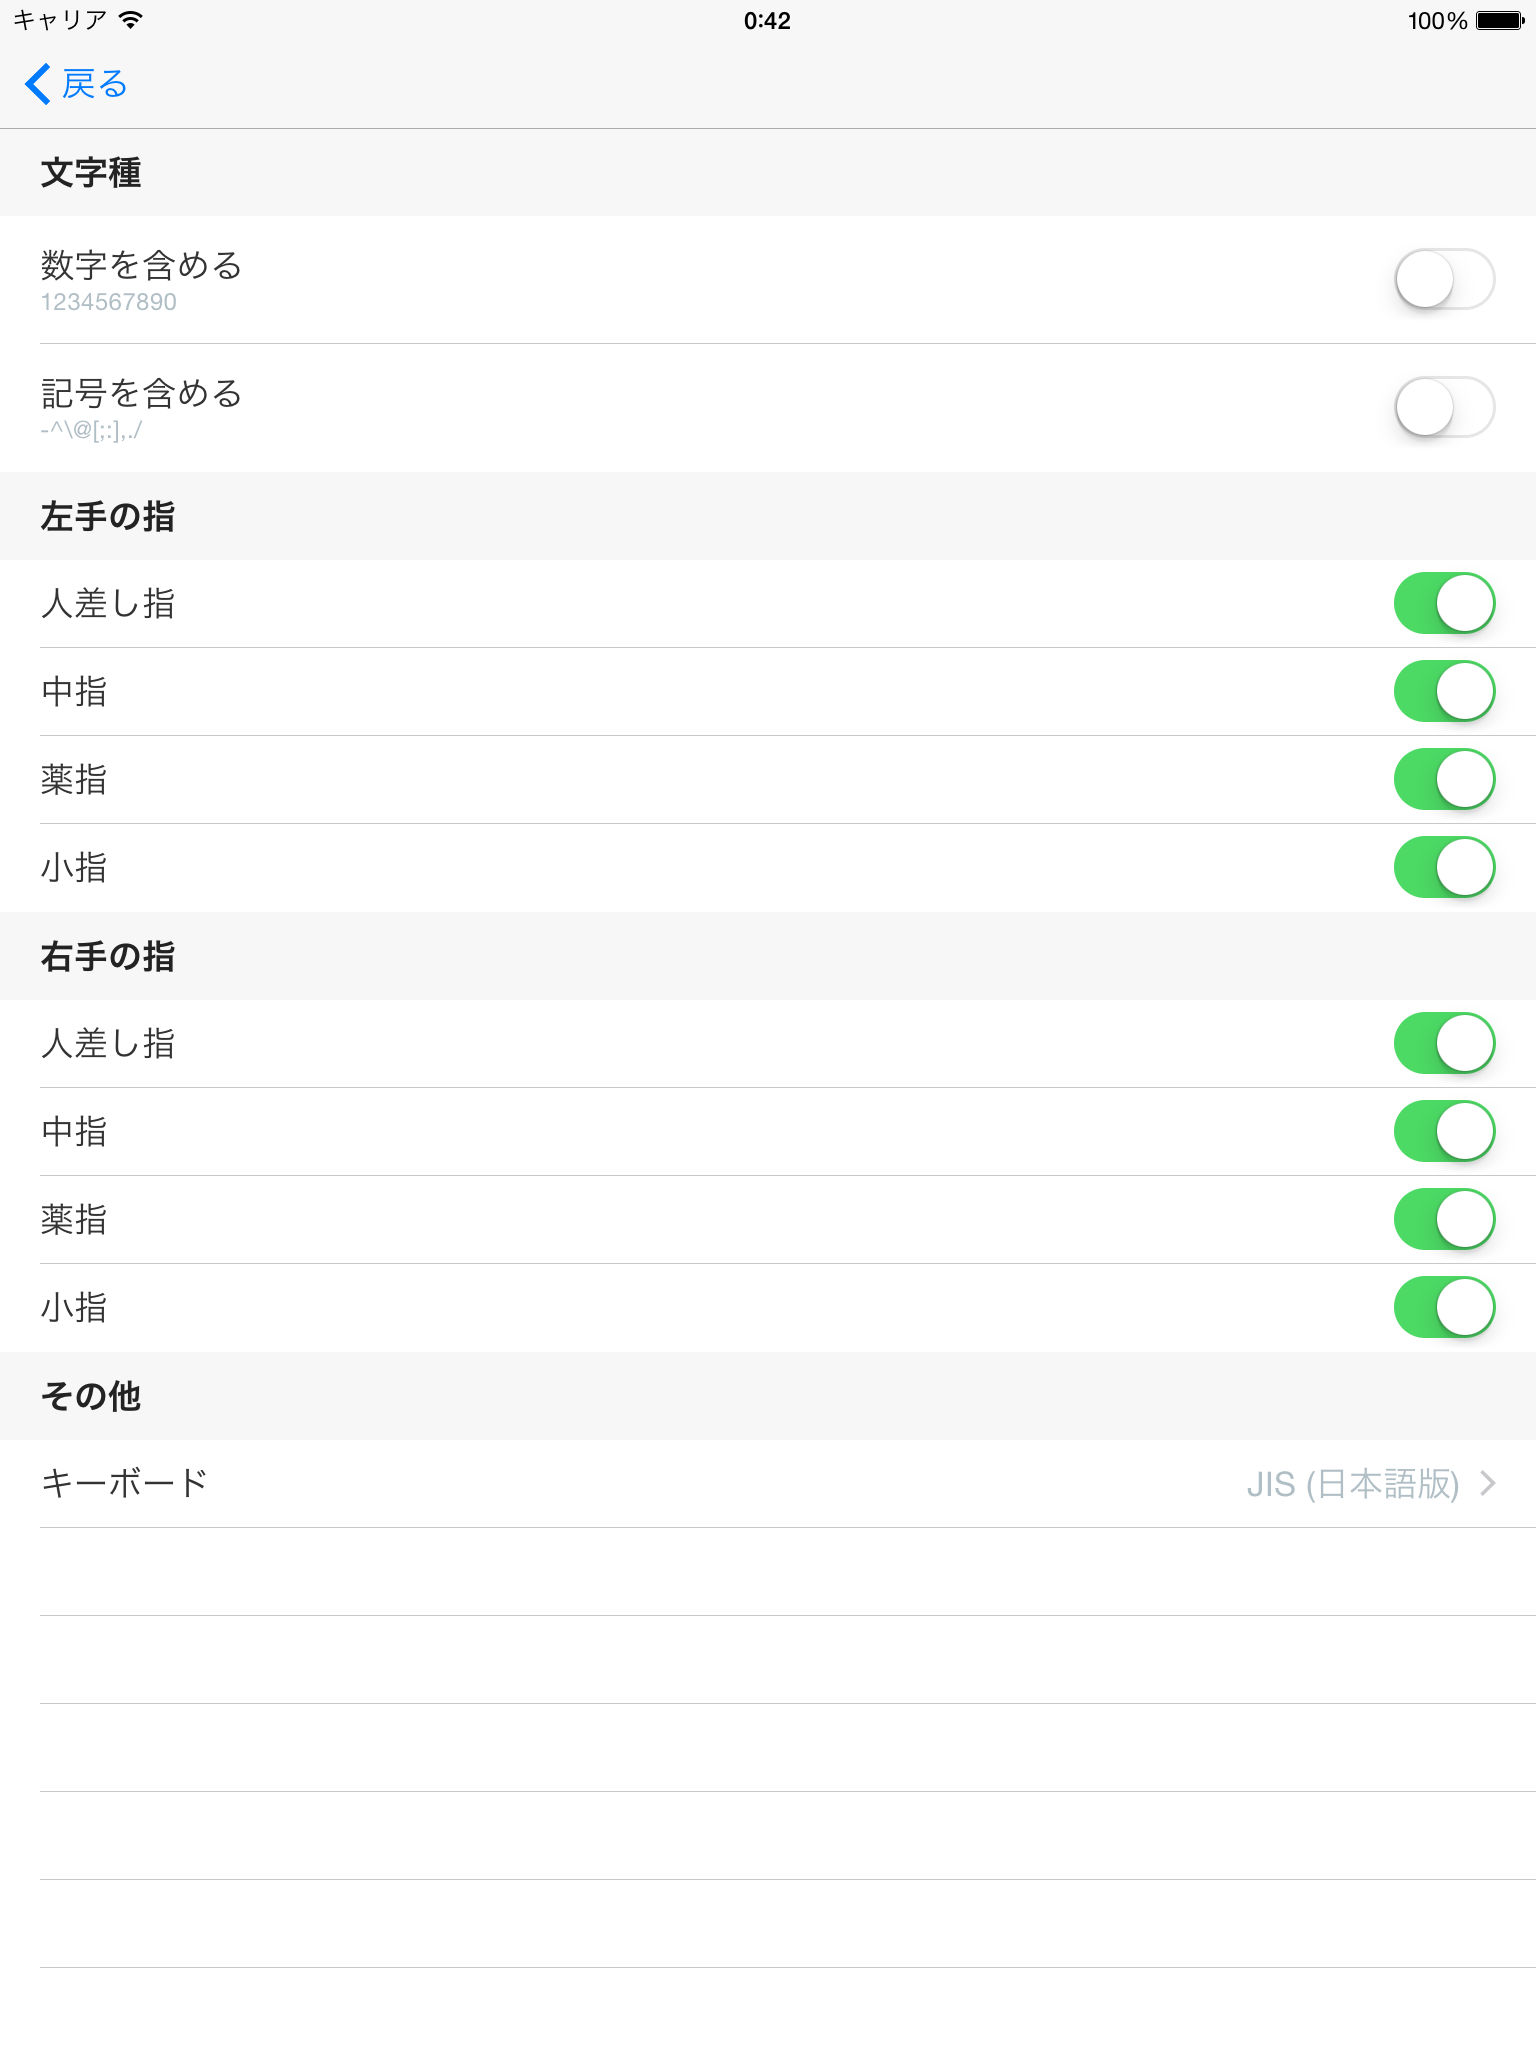 キャリア 0:42 100%
戻る
文字種
数字を含める
1234567890
記号を含める
-^\@[;:],./
左手の指
人差し指
中指
薬指
小指
右手の指
人差し指
中指
薬指
小指
その他
キーボード JIS (日本語版)